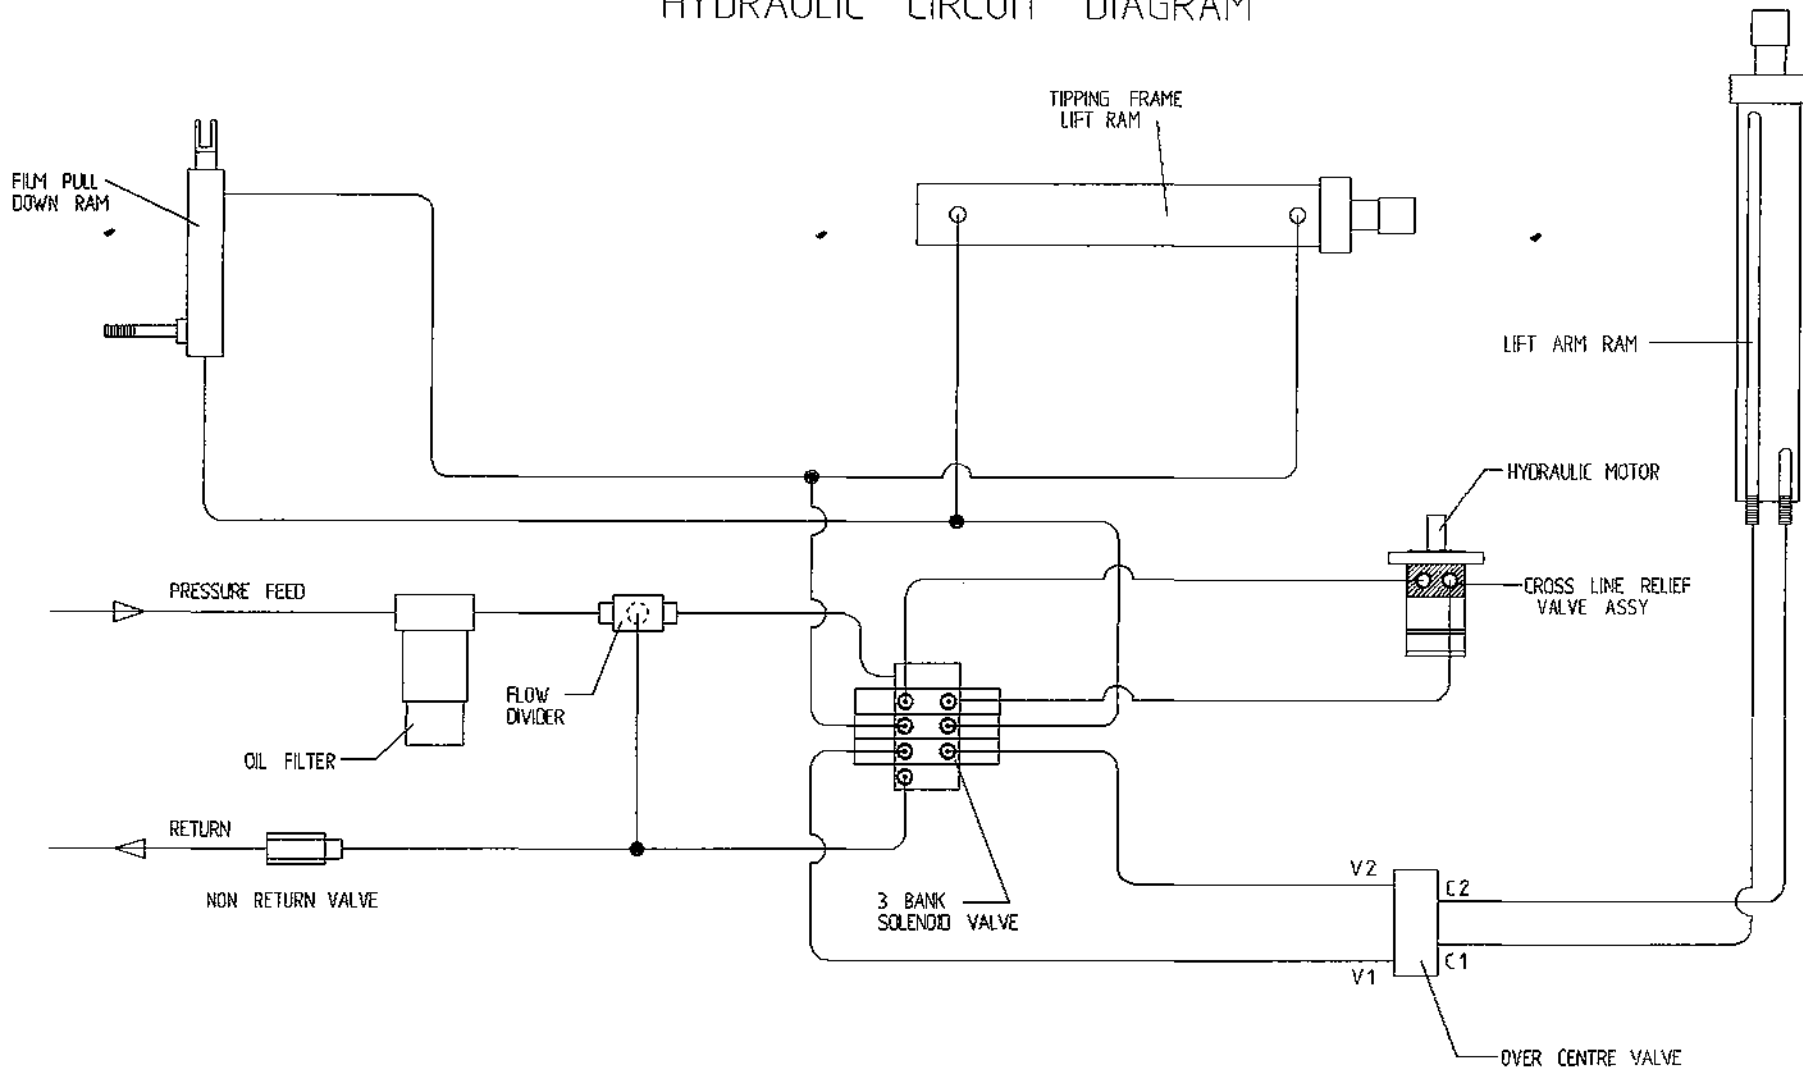 HYDRAULIC CIRCUIT DIAGRAM
TIPPING FRAME
LIFT RAM
FILM PULL
DOWN RAM
LIFT ARM RAM
HYDRAULIC MOTOR
PRESSURE FEED
CROSS LINE RELIEF
VALVE ASSY
FLOW
DIVIDER
OIL FILTER
RETURN
NON RETURN VALVE
3 BANK
SOLENOID VALVE
V2
C2
V1
C1
OVER CENTRE VALVE